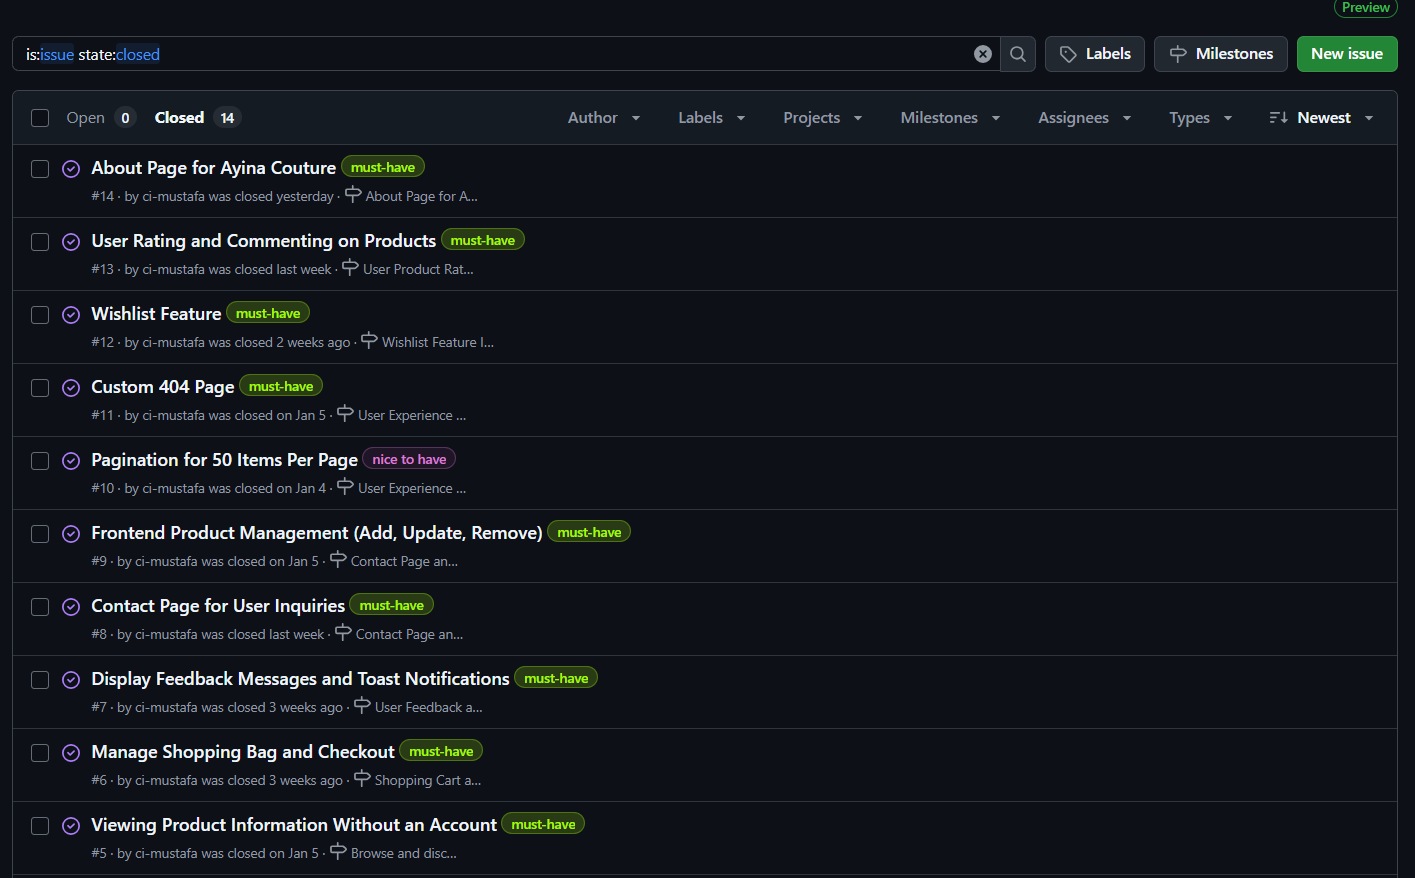 Preview
is:issue state:closed
Labels
Milestones
New issue
Open 0 Closed 14 Author Labels Projects Milestones Assignees Types Newest
About Page for Ayina Couture must-have
#14 · by ci-mustafa was closed yesterday · About Page for A...
User Rating and Commenting on Products must-have
#13 · by ci-mustafa was closed last week · User Product Rat...
Wishlist Feature must-have
#12 · by ci-mustafa was closed 2 weeks ago · Wishlist Feature I...
Custom 404 Page must-have
#11 · by ci-mustafa was closed on Jan 5 · User Experience ...
Pagination for 50 Items Per Page nice to have
#10 · by ci-mustafa was closed on Jan 4 · User Experience ...
Frontend Product Management (Add, Update, Remove) must-have
#9 · by ci-mustafa was closed on Jan 5 · Contact Page an...
Contact Page for User Inquiries must-have
#8 · by ci-mustafa was closed last week · Contact Page an...
Display Feedback Messages and Toast Notifications must-have
#7 · by ci-mustafa was closed 3 weeks ago · User Feedback a...
Manage Shopping Bag and Checkout must-have
#6 · by ci-mustafa was closed 3 weeks ago · Shopping Cart a...
Viewing Product Information Without an Account must-have
#5 · by ci-mustafa was closed on Jan 5 · Browse and disc...